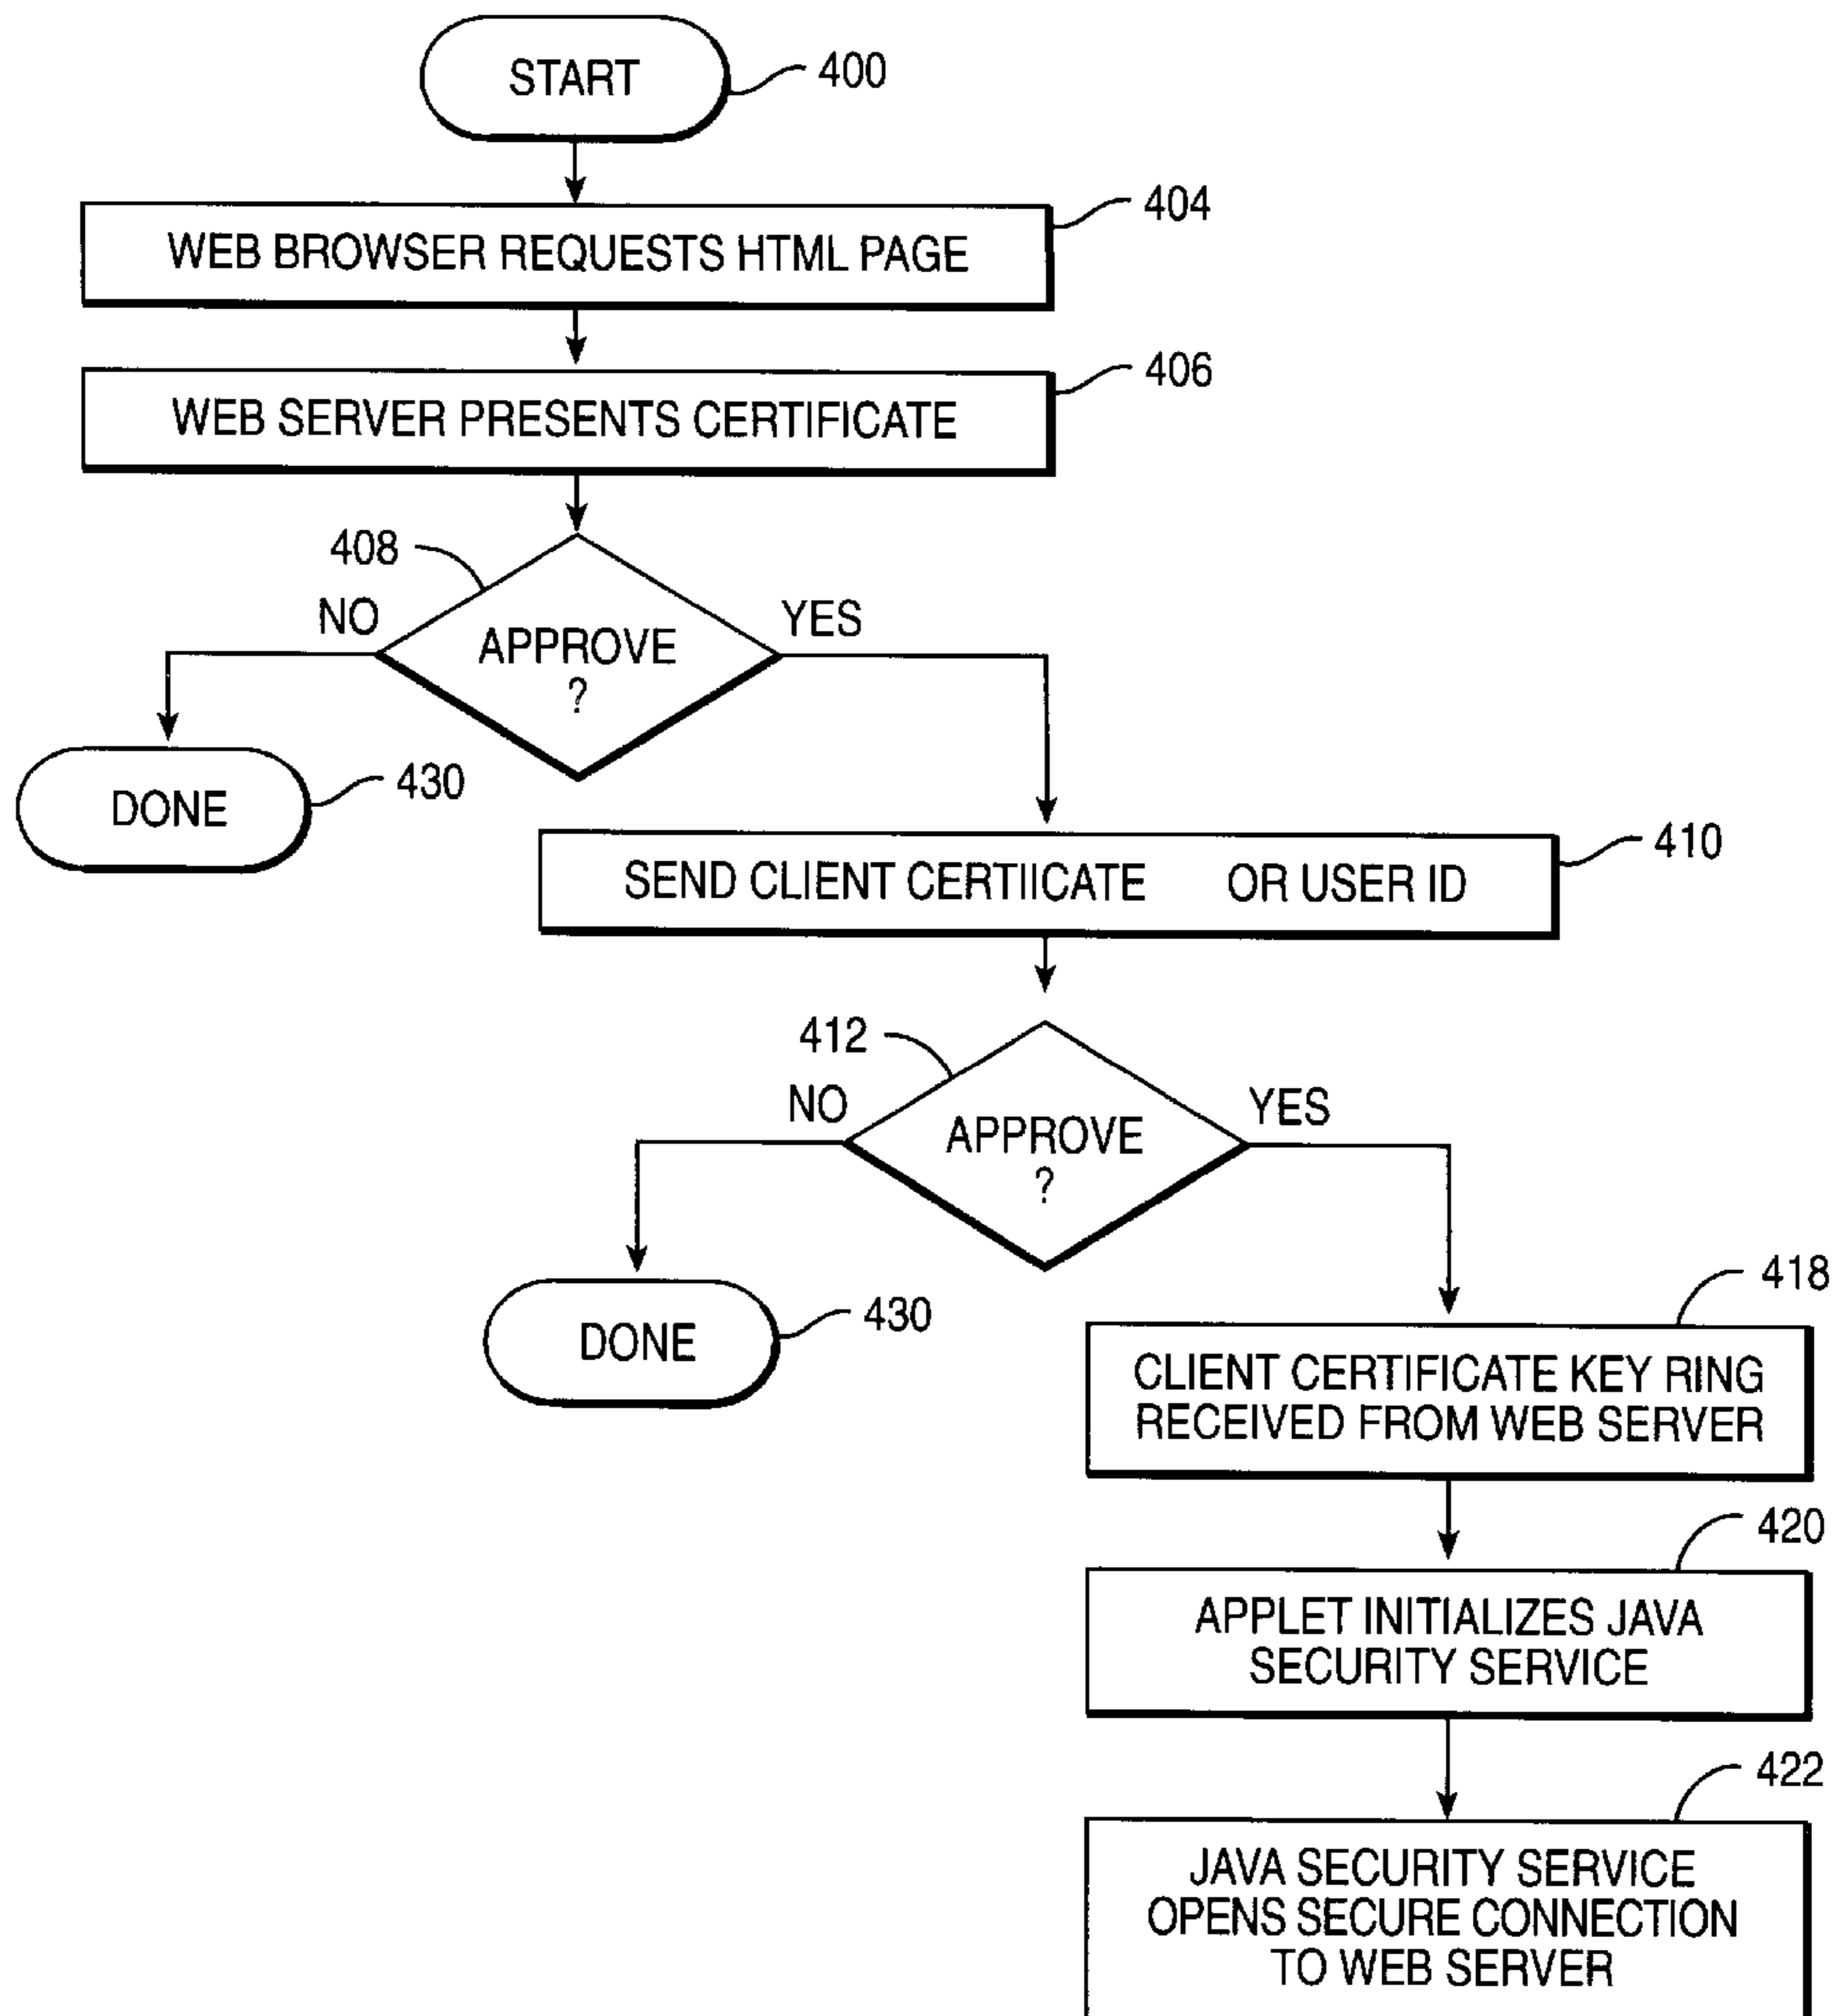 START
400
WEB BROWSER REQUESTS HTML PAGE
404
WEB SERVER PRESENTS CERTIFICATE
406
408
NO
YES
APPROVE
?
DONE
430
SEND CLIENT CERTIICATE OR USER ID
410
412
NO
YES
APPROVE
?
DONE
430
418
CLIENT CERTIFICATE KEY RING
RECEIVED FROM WEB SERVER
420
APPLET INITIALIZES JAVA
SECURITY SERVICE
422
JAVA SECURITY SERVICE
OPENS SECURE CONNECTION
TO WEB SERVER